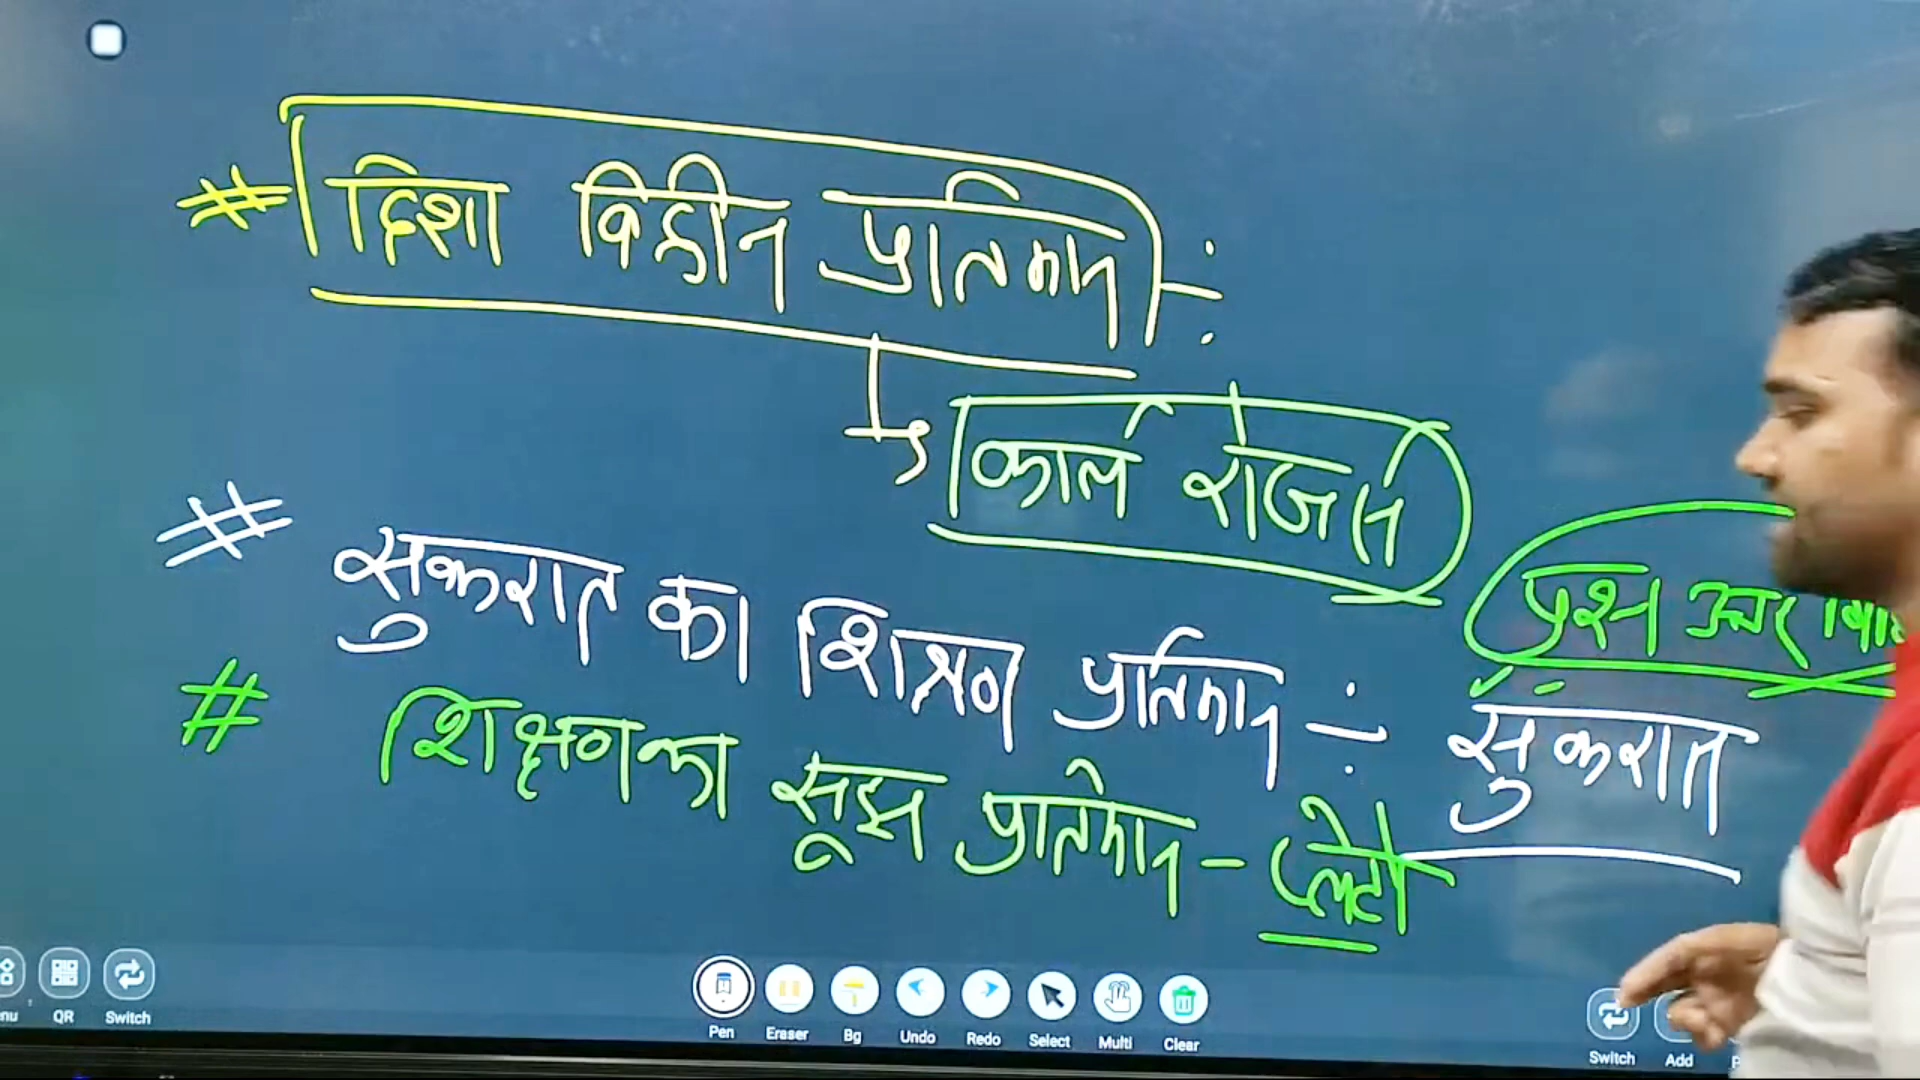 # दिशा विहीन प्रतिमान :-
कार्ल रोजर्स
प्रश्न उत्तर
# सुकरात का शिक्षण प्रतिमान :- सुकरात
# शिक्षण का सूझ प्रतिमान - प्लेटो
QR
Switch
Pen
Eraser
Bg
Undo
Redo
Select
Multi
Clear
Switch
Add